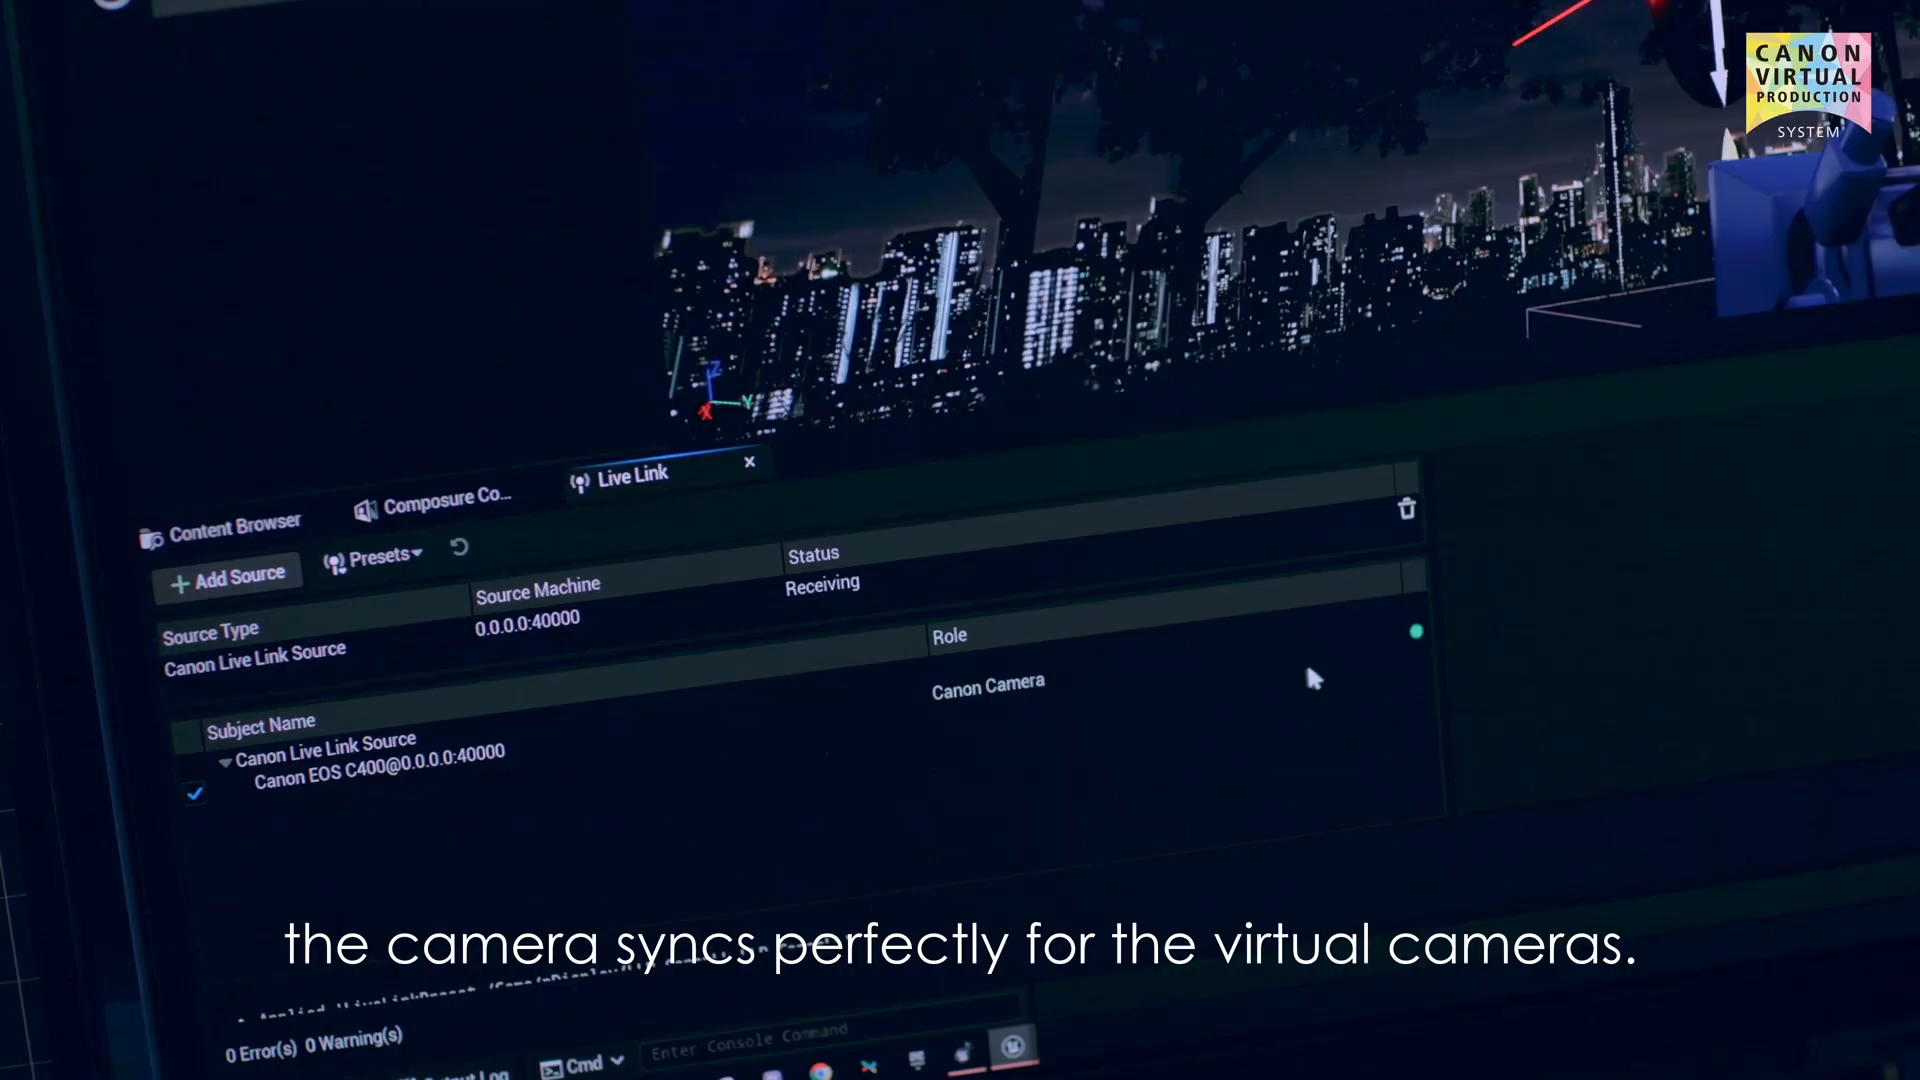 CANON
VIRTUAL
PRODUCTION
SYSTEM
Z
Y
X
Content Browser
Composure Co...
Live Link
Add Source
Presets
Source Type
Source Machine
Status
Canon Live Link Source
0.0.0.0:40000
Receiving
Subject Name
Role
Canon Live Link Source
Canon EOS C400@0.0.0.0:40000
Canon Camera
the camera syncs perfectly for the virtual cameras.
0 Error(s) 0 Warning(s)
Output Log
Cmd
Enter Console Command